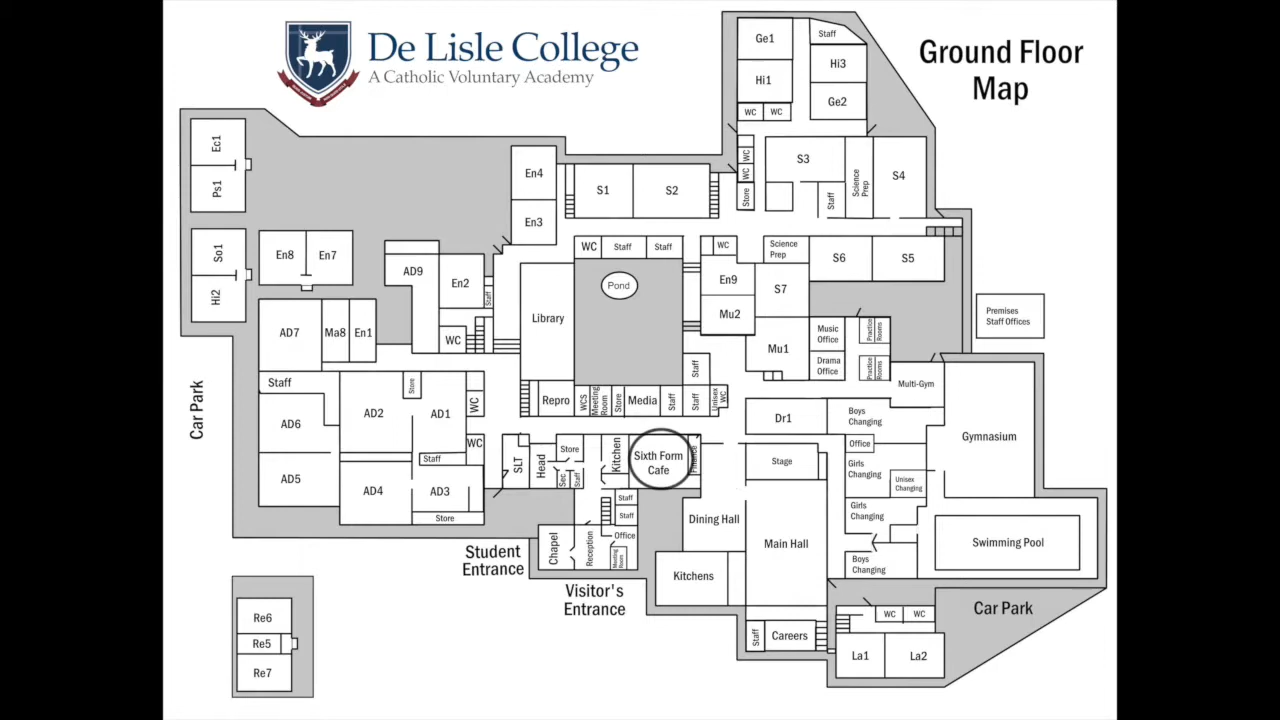 De Lisle College
A Catholic Voluntary Academy
Ground Floor
Map
Ge1
Staff
Hi3
Hi1
Ge2
WC
WC
Ec1
Ps1
En4
En3
S1
S2
WC
WC
Store
S3
Staff
Science
Prep
S4
So1
Hi2
En8
En7
AD9
En2
Staff
WC
WC
Staff
Staff
Pond
Library
WC
En9
Mu2
Science
Prep
S7
S6
S5
AD7
Ma8
En1
Mu1
Music
Office
Drama
Office
Practice
Rooms
Practice
Rooms
Premises
Staff Offices
Car Park
Staff
AD6
AD5
AD2
Store
AD1
WC
WC
Staff
AD4
AD3
Store
Repro
WCS
Meeting
Room
Store
Media
Staff
Staff
Staff
Unisex
WC
Multi-Gym
Gymnasium
Dr1
Boys
Changing
Office
Girls
Changing
Unisex
Changing
Girls
Changing
Boys
Changing
Swimming Pool
SLT
Head
Store
Sec
Staff
Kitchen
Sixth Form
Cafe
Finance
Stage
Staff
Staff
Office
Chapel
Reception
Meeting
Room
Dining Hall
Main Hall
Kitchens
Student
Entrance
Visitor's
Entrance
Car Park
Staff
Careers
WC
WC
La1
La2
Re6
Re5
Re7